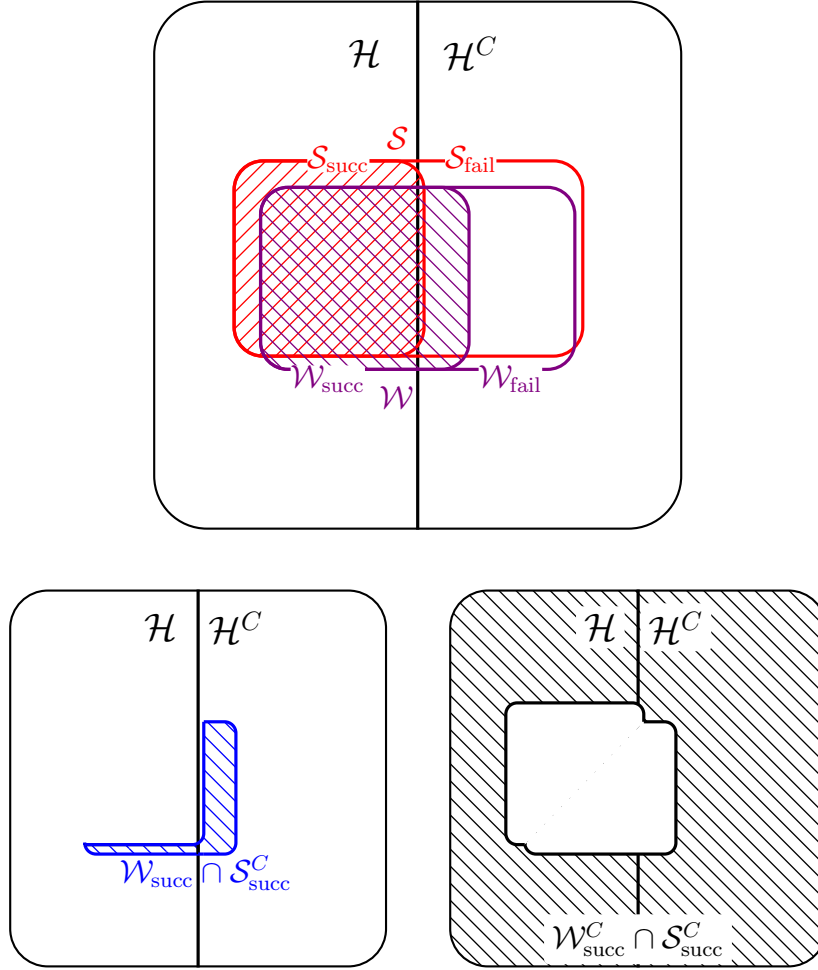 ℋ ℋ^C
𝒮
𝒮_succ 𝒮_fail
𝒲_succ 𝒲_fail
𝒲
ℋ ℋ^C
𝒲_succ ∩ 𝒮^C_succ
ℋ ℋ^C
𝒲^C_succ ∩ 𝒮^C_succ